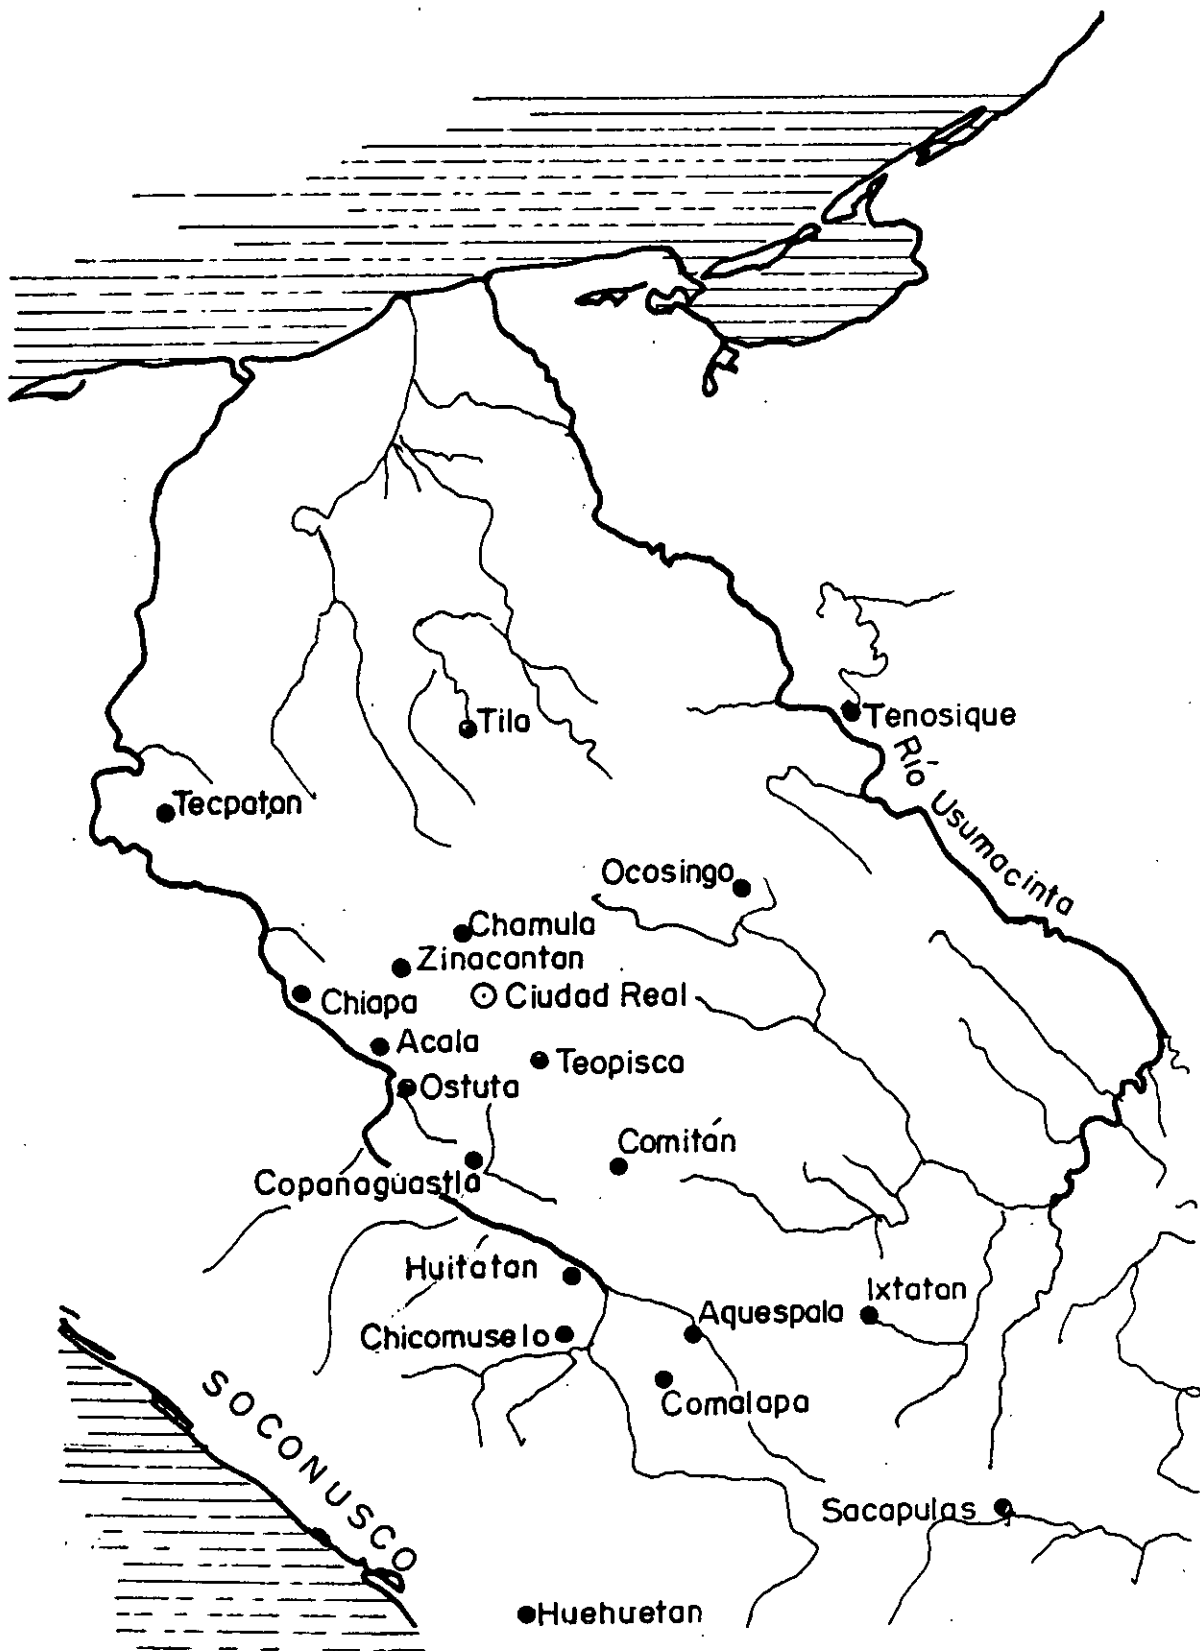 Tila
Tenosique
Río Usumacinta
Tecpatan
Ocosingo
Chamula
Zinacantan
Chiapa
Ciudad Real
Acala
Teopisca
Ostuta
Comitán
Copanaguastla
Huitatan
Ixtatan
Aquespala
Chicomuselo
Comalapa
SOCONUSCO
Sacapulas
Huehuetan